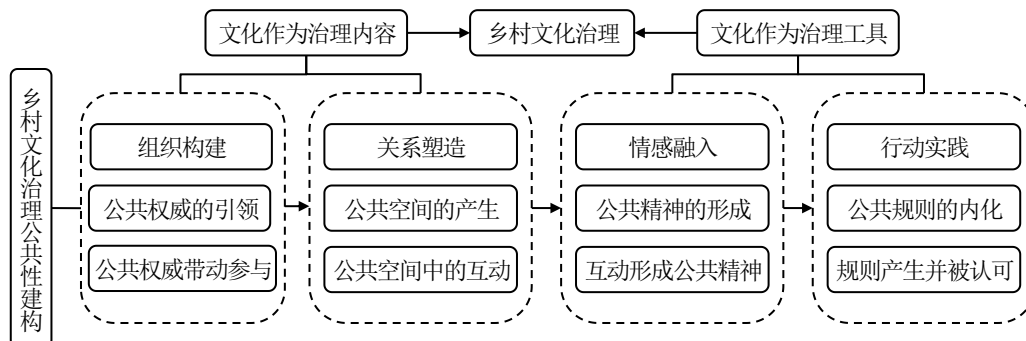 文化作为治理内容
乡村文化治理
文化作为治理工具
乡村文化治理公共性建构
组织构建
关系塑造
情感融入
行动实践
公共权威的引领
公共空间的产生
公共精神的形成
公共规则的内化
公共权威带动参与
公共空间中的互动
互动形成公共精神
规则产生并被认可